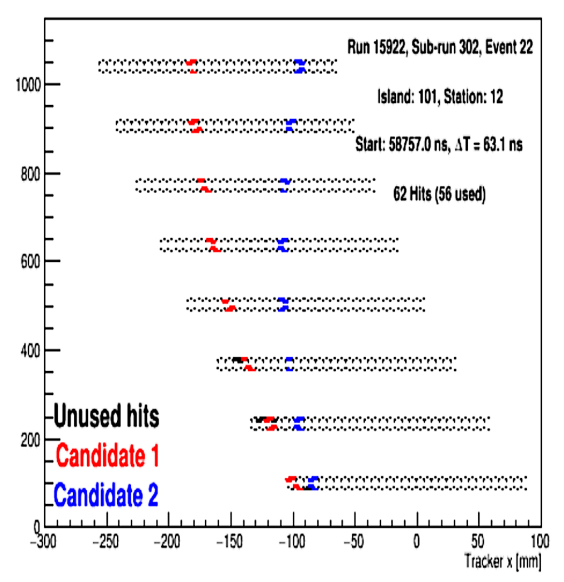 Run 15922, Sub-run 302, Event 22
1000
Island: 101, Station: 12
Start: 58757.0 ns, ΔT = 63.1 ns
800
62 Hits (56 used)
600
400
Unused hits
200
Candidate 1
Candidate 2
0
−300 −250 −200 −150 −100 −50 0 50 100
Tracker x [mm]